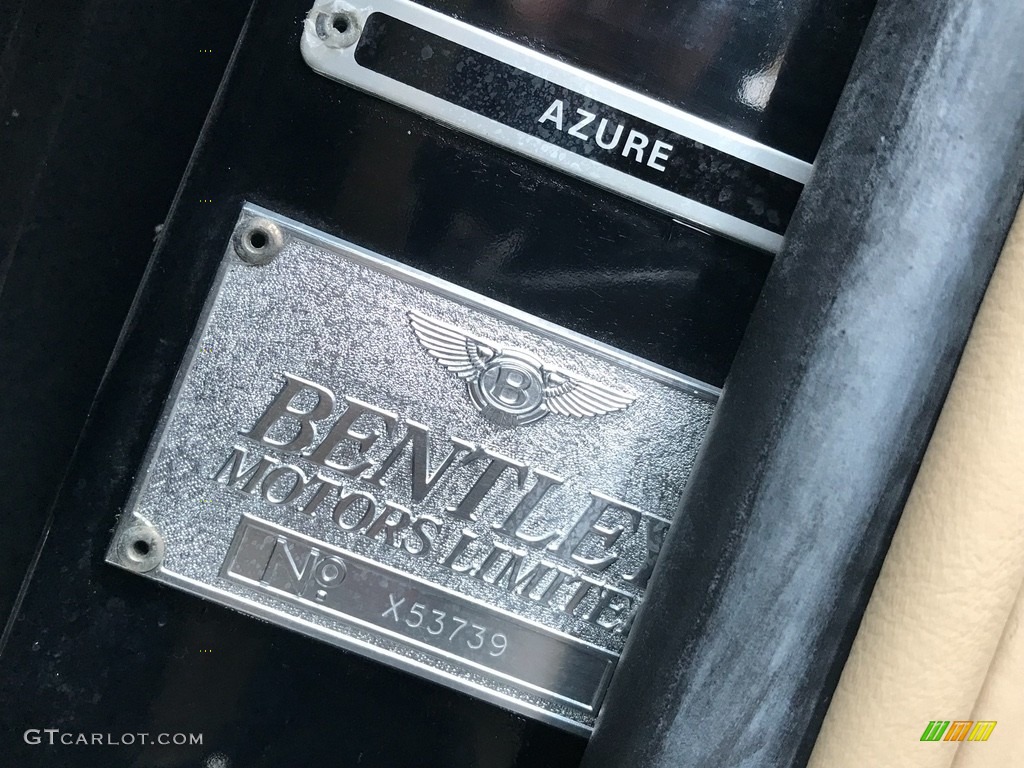 AZURE
B
BENTLEY
MOTORS LIMITED
No. X53739
GTCARLOT.COM